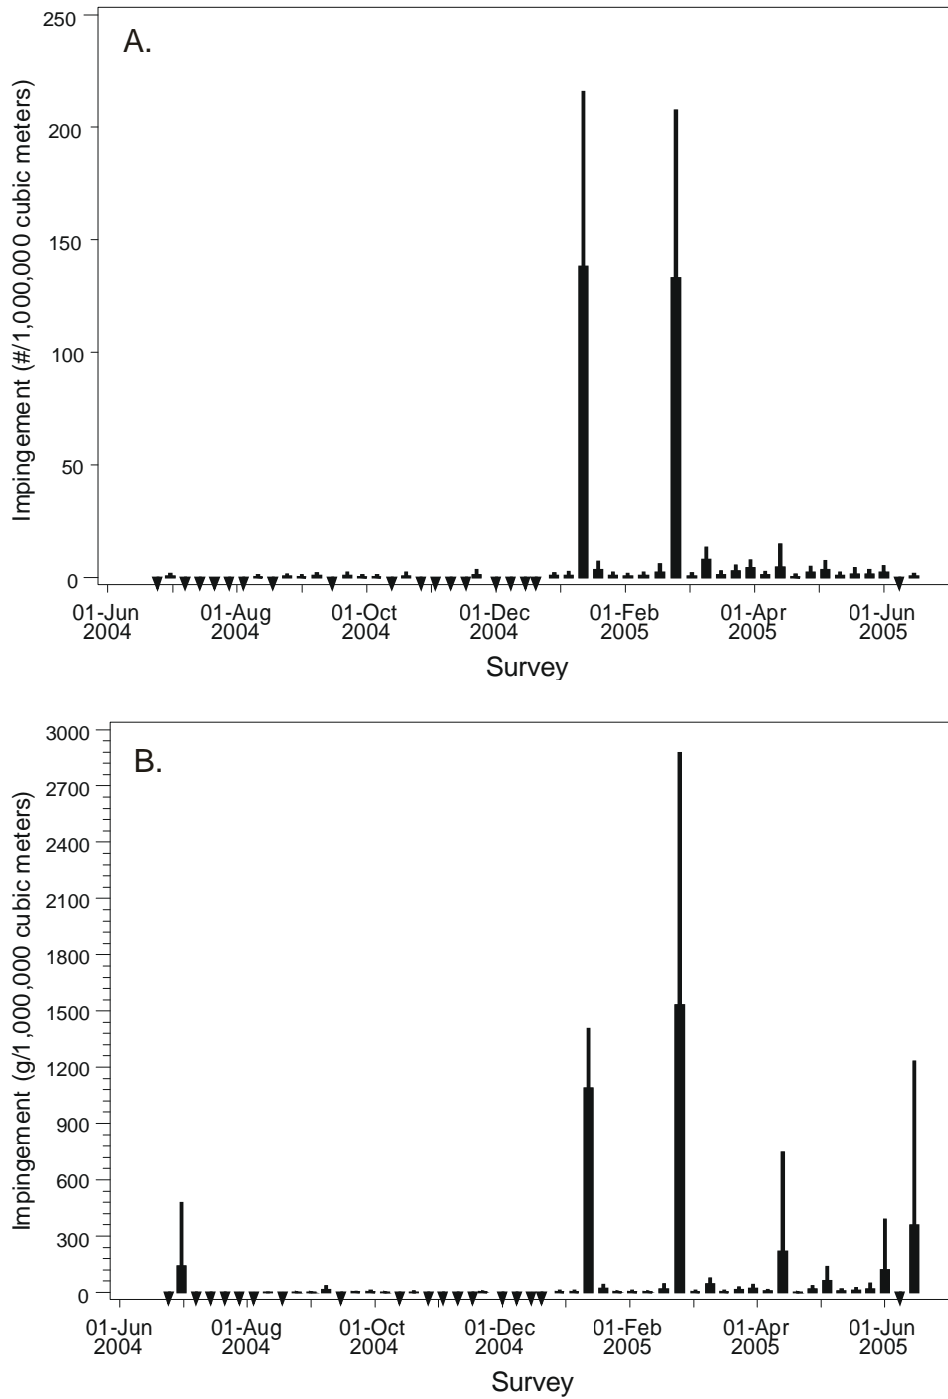 A.
Impingement (#/1,000,000 cubic meters)
250
200
150
100
50
0
01-Jun 01-Aug 01-Oct 01-Dec 01-Feb 01-Apr 01-Jun
2004 2004 2004 2004 2005 2005 2005
Survey
B.
Impingement (g/1,000,000 cubic meters)
3000
2700
2400
2100
1800
1500
1200
900
600
300
0
01-Jun 01-Aug 01-Oct 01-Dec 01-Feb 01-Apr 01-Jun
2004 2004 2004 2004 2005 2005 2005
Survey